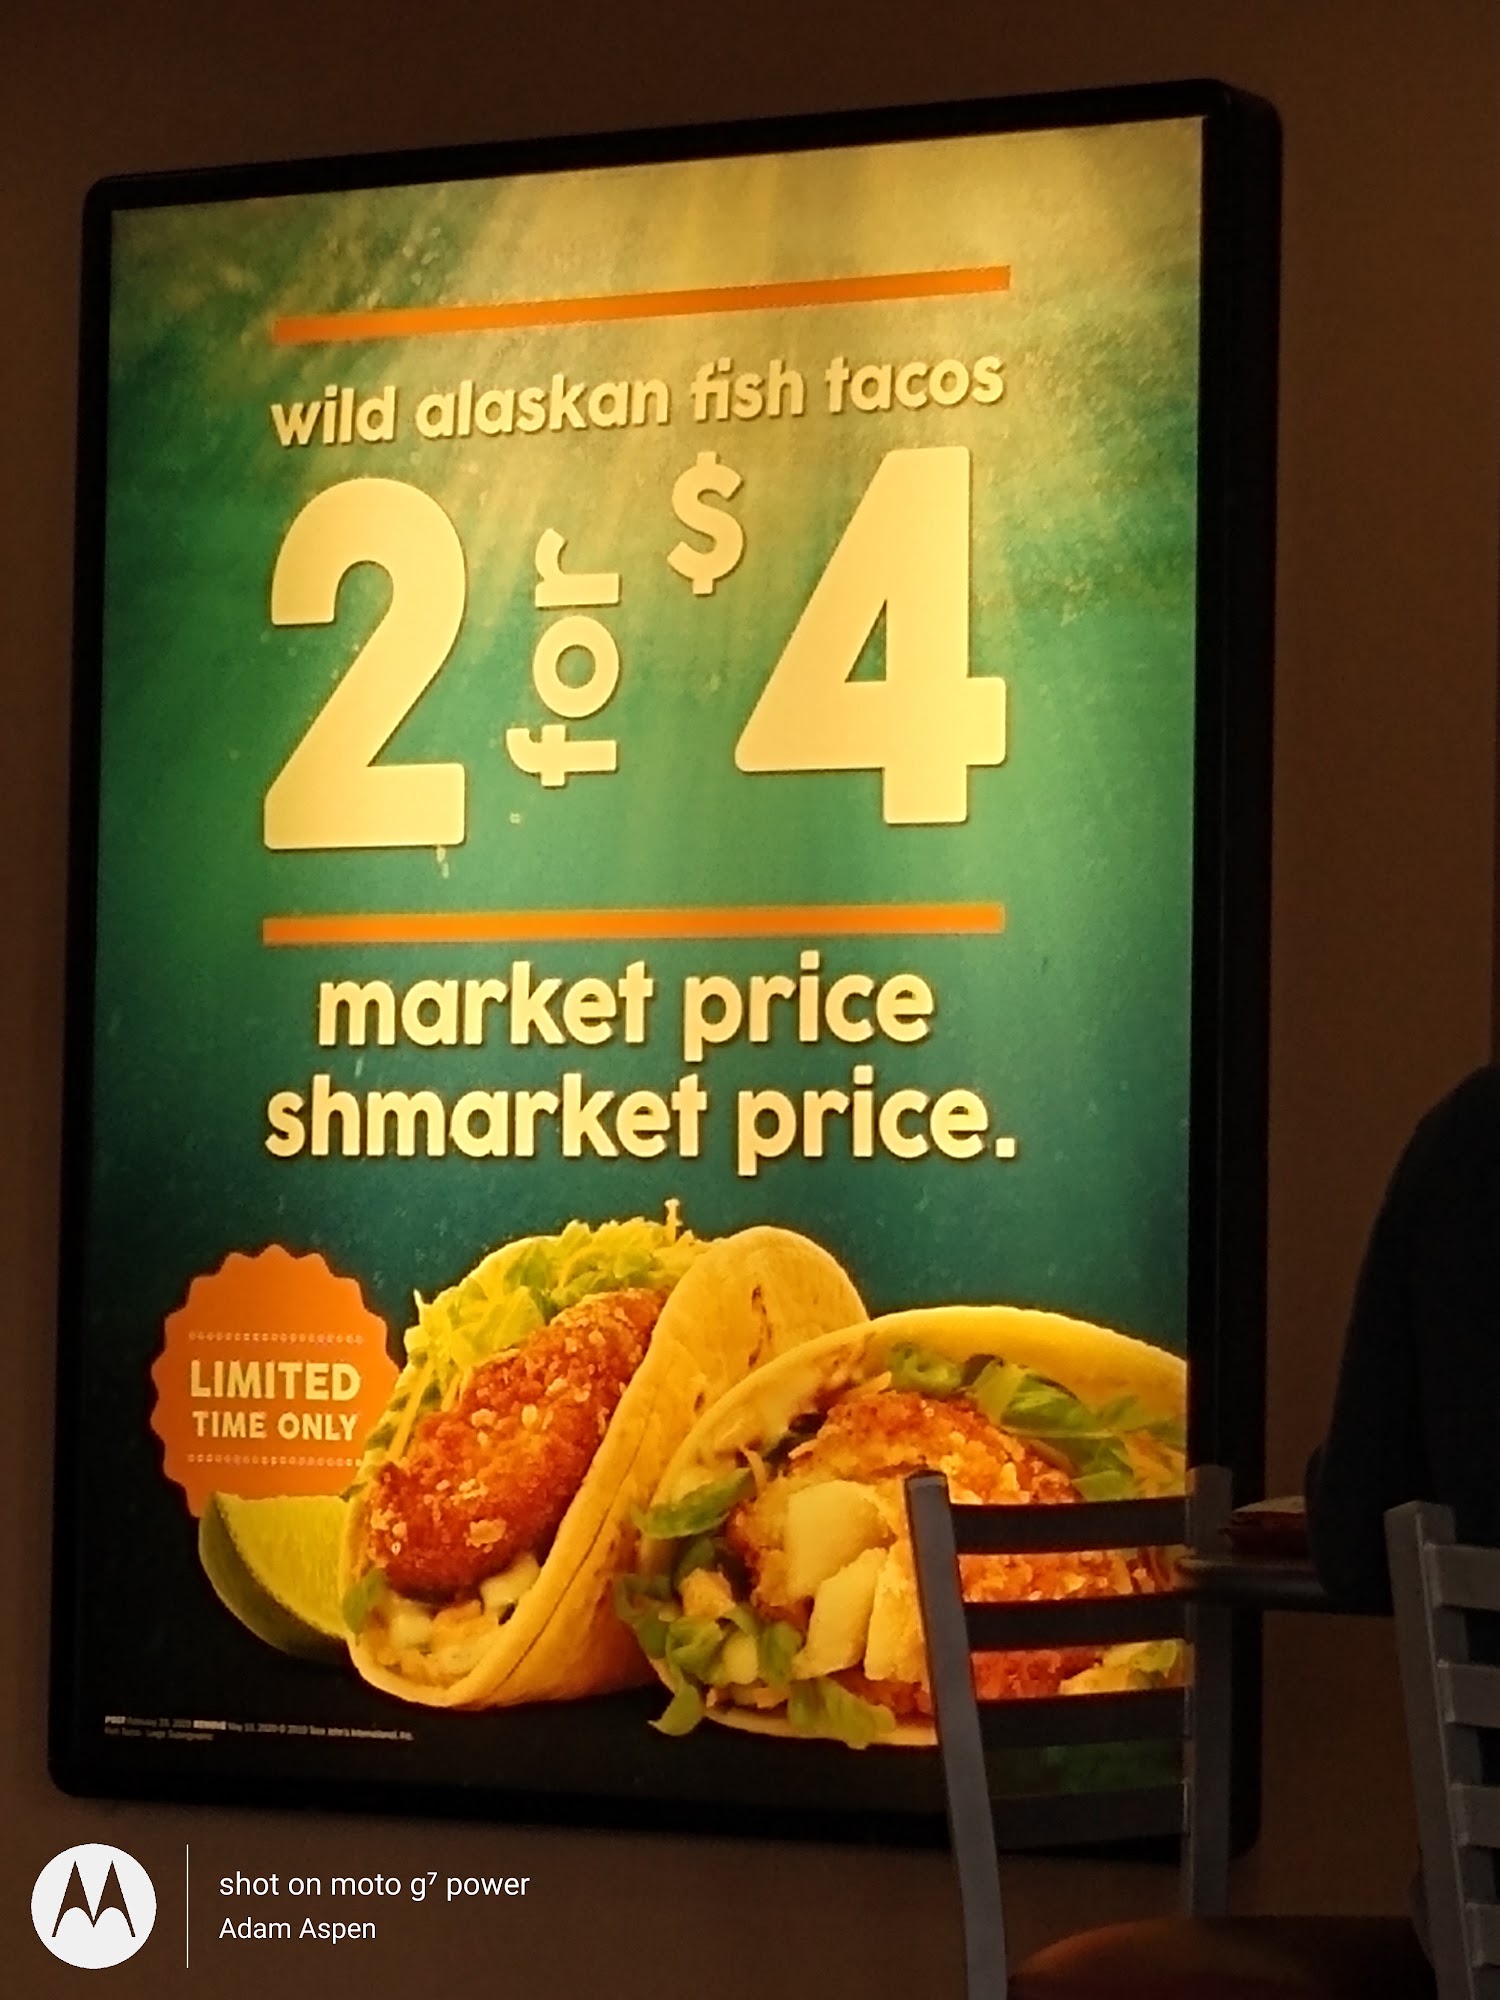 wild alaskan fish tacos
2 for $4
market price
shmarket price.
LIMITED
TIME ONLY
shot on moto g⁷ power
Adam Aspen